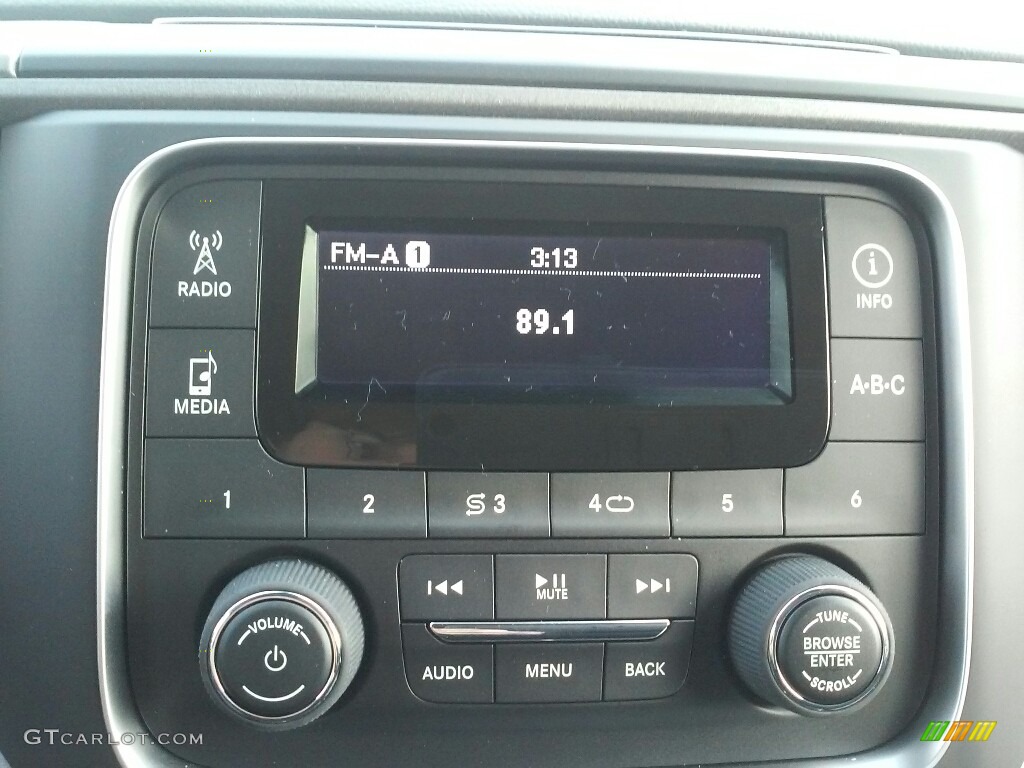 FM-A 1 3:13
89.1
RADIO
MEDIA
i
INFO
A•B•C
1 2 3 4 5 6
VOLUME
MUTE
AUDIO MENU BACK
TUNE
BROWSE
ENTER
SCROLL
GTCARLOT.COM